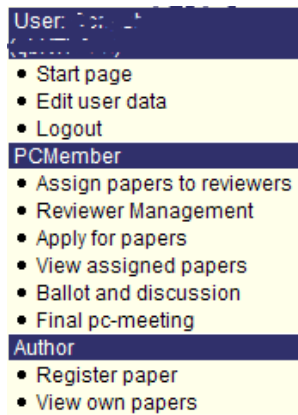 User:
• Start page
• Edit user data
• Logout
PCMember
• Assign papers to reviewers
• Reviewer Management
• Apply for papers
• View assigned papers
• Ballot and discussion
• Final pc-meeting
Author
• Register paper
• View own papers